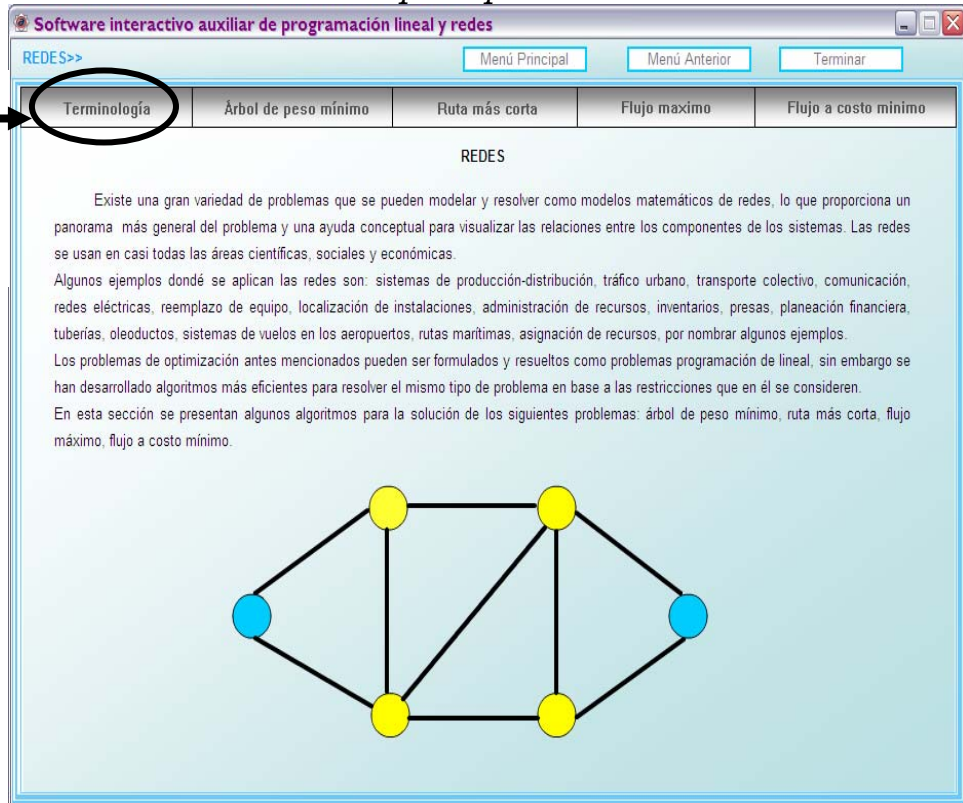 Software interactivo auxiliar de programación lineal y redes
REDES>>
Menú Principal
Menú Anterior
Terminar
Terminología
Árbol de peso mínimo
Ruta más corta
Flujo maximo
Flujo a costo minimo
REDES
Existe una gran variedad de problemas que se pueden modelar y resolver como modelos matemáticos de redes, lo que proporciona un
panorama más general del problema y una ayuda conceptual para visualizar las relaciones entre los componentes de los sistemas. Las redes
se usan en casi todas las áreas científicas, sociales y económicas.
Algunos ejemplos dondé se aplican las redes son: sistemas de producción-distribución, tráfico urbano, transporte colectivo, comunicación,
redes eléctricas, reemplazo de equipo, localización de instalaciones, administración de recursos, inventarios, presas, planeación financiera,
tuberías, oleoductos, sistemas de vuelos en los aeropuertos, rutas marítimas, asignación de recursos, por nombrar algunos ejemplos.
Los problemas de optimización antes mencionados pueden ser formulados y resueltos como problemas programación de lineal, sin embargo se
han desarrollado algoritmos más eficientes para resolver el mismo tipo de problema en base a las restricciones que en él se consideren.
En esta sección se presentan algunos algoritmos para la solución de los siguientes problemas: árbol de peso mínimo, ruta más corta, flujo
máximo, flujo a costo mínimo.